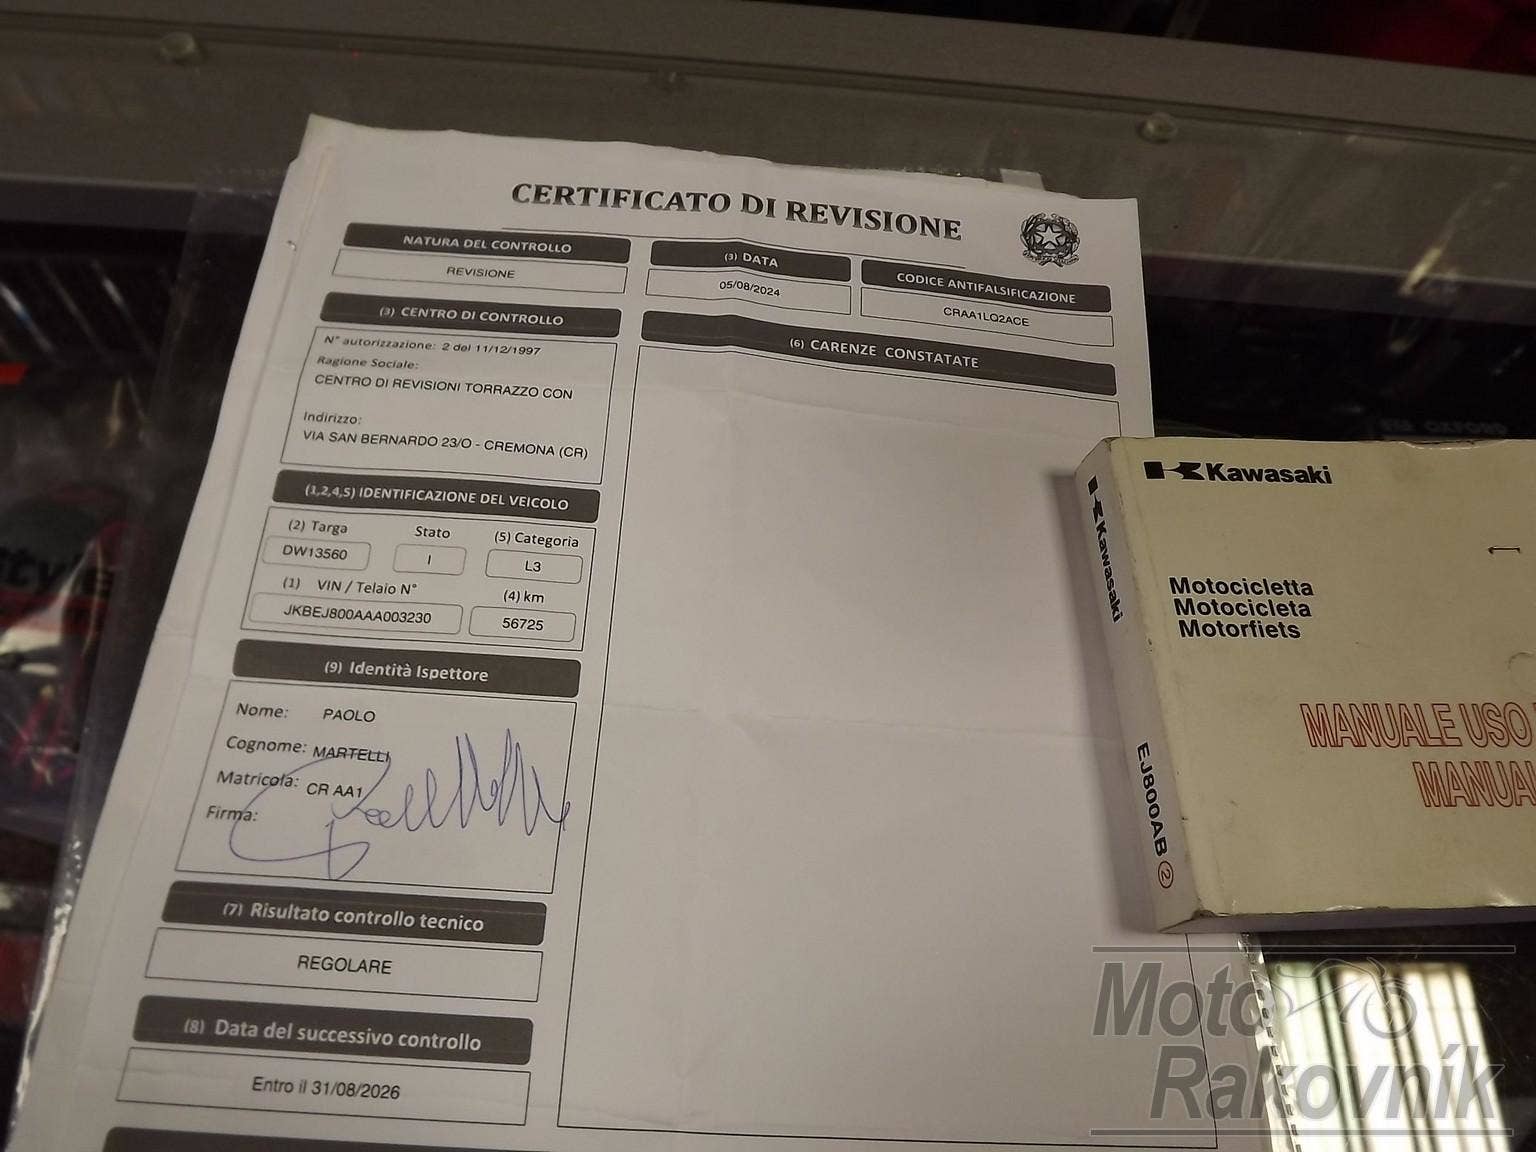 CERTIFICATO DI REVISIONE
NATURA DEL CONTROLLO
REVISIONE
(3) DATA
05/08/2024
CODICE ANTIFALSIFICAZIONE
CRAA1LQ2ACE
(3) CENTRO DI CONTROLLO
N° autorizzazione: 2 del 11/12/1997
Ragione Sociale:
CENTRO DI REVISIONI TORRAZZO CON
Indirizzo:
VIA SAN BERNARDO 23/O - CREMONA (CR)
(6) CARENZE CONSTATATE
(1,2,4,5) IDENTIFICAZIONE DEL VEICOLO
(2) Targa
Stato
(5) Categoria
DW13560
I
L3
(1) VIN / Telaio N°
(4) km
JKBEJ800AAA003230
56725
(9) Identità Ispettore
Nome: PAOLO
Cognome: MARTELLI
Matricola: CR AA1
Firma:
(7) Risultato controllo tecnico
REGOLARE
(8) Data del successivo controllo
Entro il 31/08/2026
Kawasaki
Motocicletta
Motocicleta
Motorfiets
MANUALE USO
MANUA
Kawasaki
EJ800AB 2
Moto
Rakovník